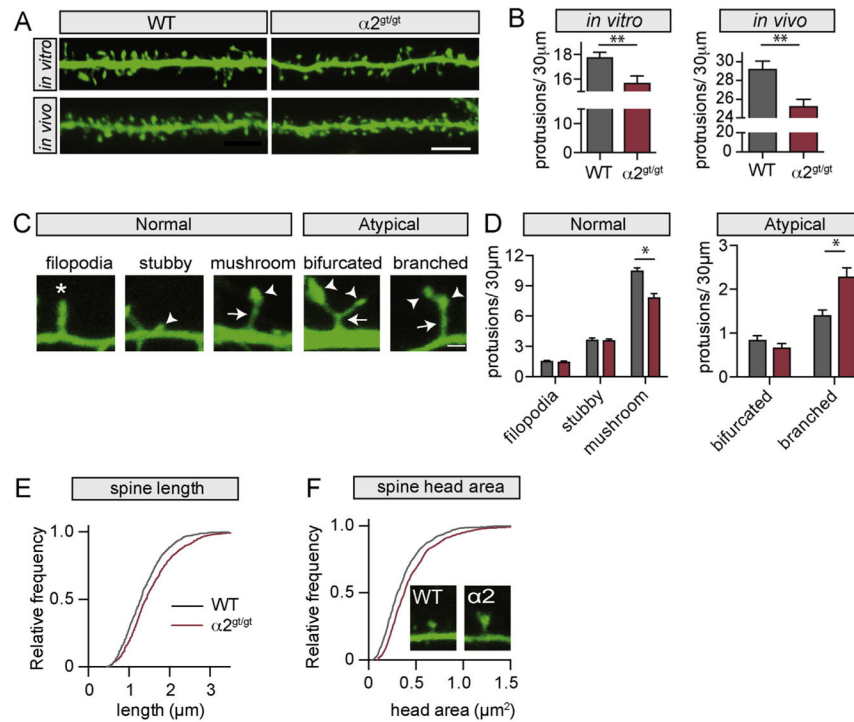 A
WT
α2gt/gt
in vitro
in vivo
B
in vitro
in vivo
protrusions/ 30µm
18
16
10
0
**
WT
α2gt/gt
protrusions/ 30µm
30
28
26
24
20
0
**
WT
α2gt/gt
C
Normal
Atypical
filopodia
stubby
mushroom
bifurcated
branched
*
D
Normal
Atypical
protusions/ 30µm
12
9
6
3
0
*
filopodia
stubby
mushroom
protusions/ 30µm
3
2
1
0
*
bifurcated
branched
E
spine length
Relative frequency
1.0
0.5
0
WT
α2gt/gt
0 1 2 3
length (µm)
F
spine head area
Relative frequency
1.0
0.5
0
WT
α2
0 0.5 1.0 1.5
head area (µm²)